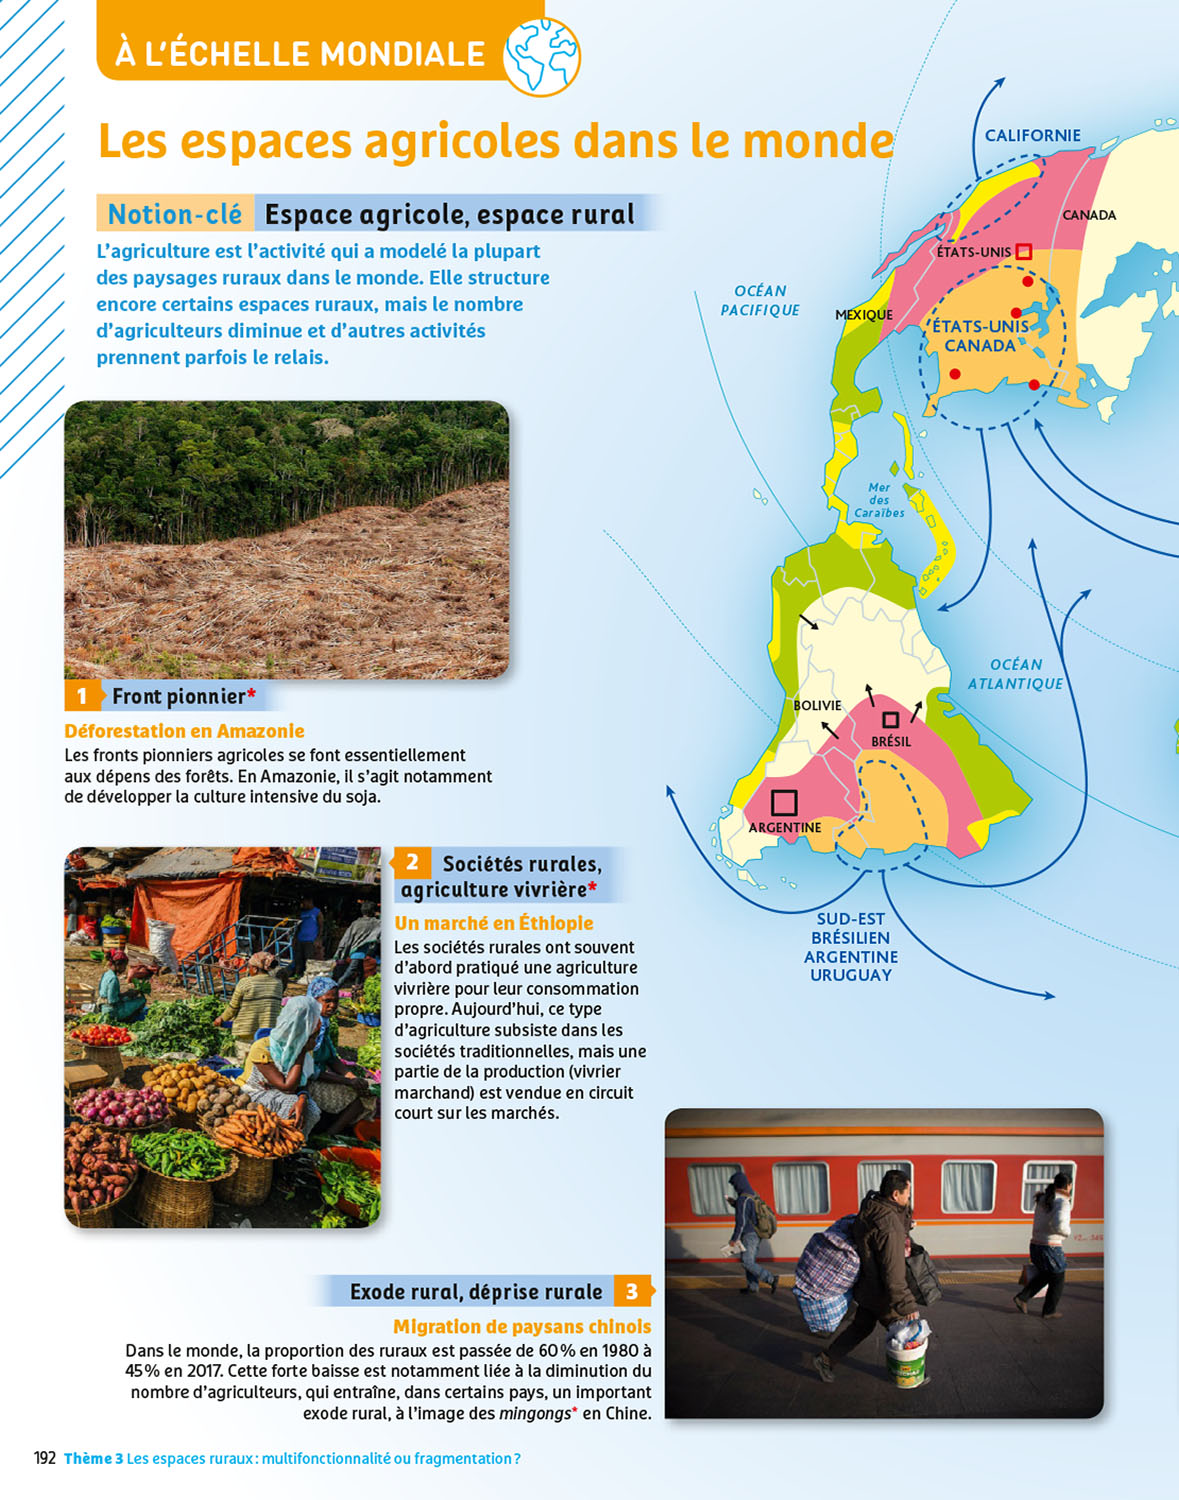 À L'ÉCHELLE MONDIALE
Les espaces agricoles dans le monde
Notion-clé Espace agricole, espace rural
L'agriculture est l'activité qui a modelé la plupart
des paysages ruraux dans le monde. Elle structure
encore certains espaces ruraux, mais le nombre
d'agriculteurs diminue et d'autres activités
prennent parfois le relais.
1 Front pionnier*
Déforestation en Amazonie
Les fronts pionniers agricoles se font essentiellement
aux dépens des forêts. En Amazonie, il s'agit notamment
de développer la culture intensive du soja.
2 Sociétés rurales,
agriculture vivrière*
Un marché en Éthiopie
Les sociétés rurales ont souvent
d'abord pratiqué une agriculture
vivrière pour leur consommation
propre. Aujourd'hui, ce type
d'agriculture subsiste dans les
sociétés traditionnelles, mais une
partie de la production (vivrier
marchand) est vendue en circuit
court sur les marchés.
Exode rural, déprise rurale 3
Migration de paysans chinois
Dans le monde, la proportion des ruraux est passée de 60 % en 1980 à
45 % en 2017. Cette forte baisse est notamment liée à la diminution du
nombre d'agriculteurs, qui entraîne, dans certains pays, un important
exode rural, à l'image des mingongs* en Chine.
CALIFORNIE
CANADA
ÉTATS-UNIS
OCÉAN
PACIFIQUE
MEXIQUE
ÉTATS-UNIS
CANADA
Mer
des
Caraïbes
OCÉAN
ATLANTIQUE
BOLIVIE
BRÉSIL
ARGENTINE
SUD-EST
BRÉSILIEN
ARGENTINE
URUGUAY
192 Thème 3 Les espaces ruraux : multifonctionnalité ou fragmentation ?